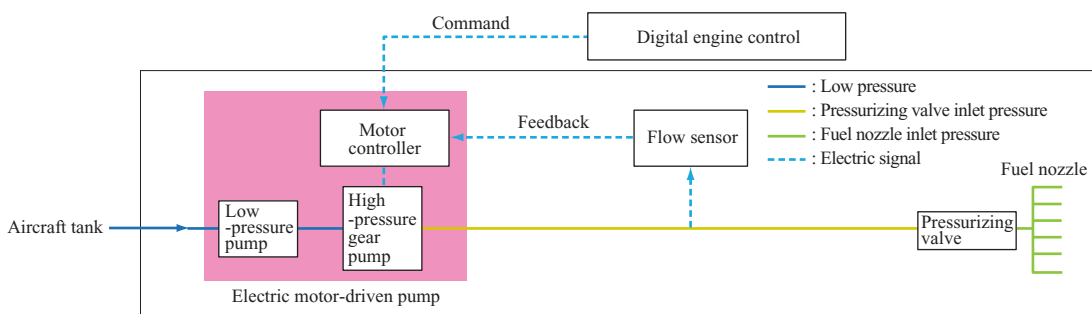 Command
Digital engine control
: Low pressure
: Pressurizing valve inlet pressure
: Fuel nozzle inlet pressure
: Electric signal
Motor
controller
Feedback
Flow sensor
Fuel nozzle
Aircraft tank
Low
-pressure
pump
High
-pressure
gear
pump
Pressurizing
valve
Electric motor-driven pump